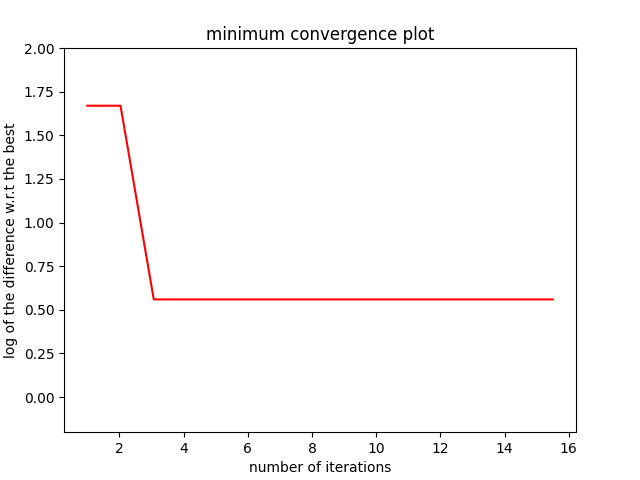 minimum convergence plot
2.00
1.75
1.50
1.25
1.00
0.75
0.50
0.25
0.00
log of the difference w.r.t the best
2 4 6 8 10 12 14 16
number of iterations